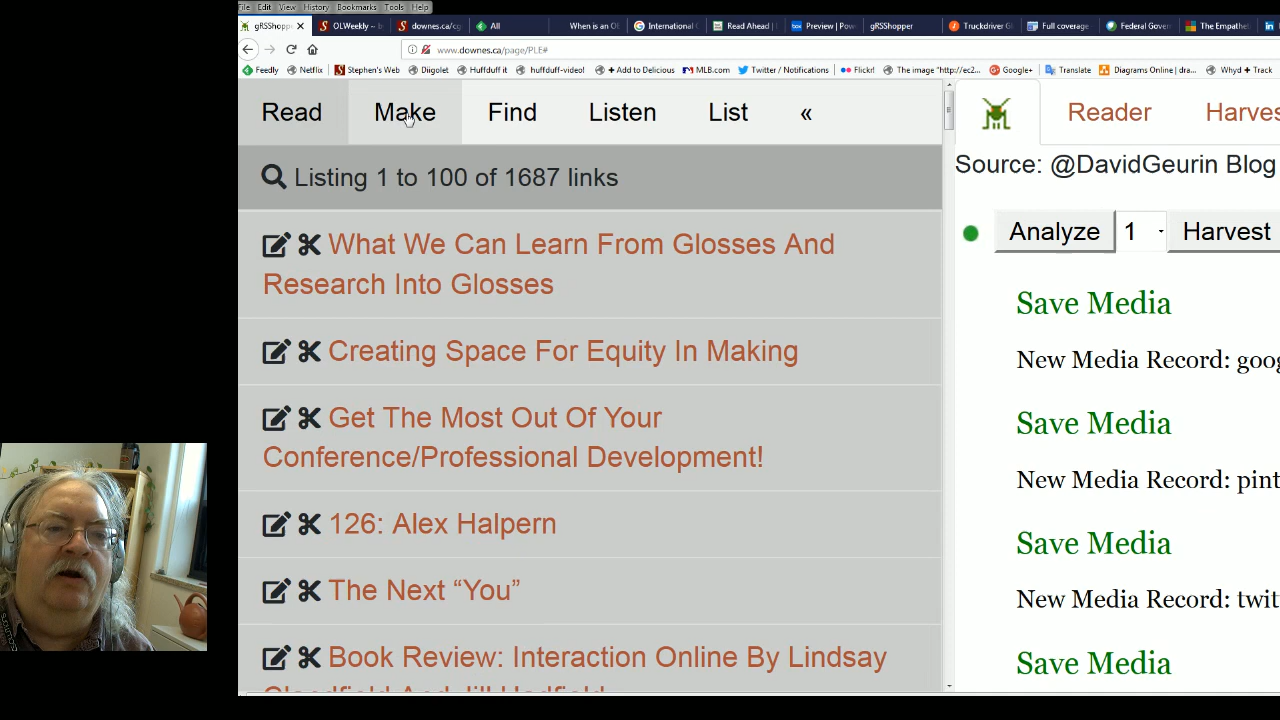 File Edit View History Bookmarks Tools Help
gRSShopp × OLWeekly -- downes.ca/cg All When is an OE International C Read Ahead | Preview | Pow gRSShopper Truckdriver G Full coverage Federal Gover The Empathe
www.downes.ca/page/PLE#
Feedly Netflix Stephen's Web Diigolet Huffduff it huffduff-video! + Add to Delicious MLB.com Twitter / Notifications Flickr! The image "http://ec2... Google+ Translate Diagrams Online | dra... Whyd + Track
Read Make Find Listen List «
Listing 1 to 100 of 1687 links
What We Can Learn From Glosses And
Research Into Glosses
Creating Space For Equity In Making
Get The Most Out Of Your
Conference/Professional Development!
126: Alex Halpern
The Next “You”
Book Review: Interaction Online By Lindsay
Reader Harves
Source: @DavidGeurin Blog
Analyze 1 Harvest
Save Media
New Media Record: goog
Save Media
New Media Record: pint
Save Media
New Media Record: twit
Save Media